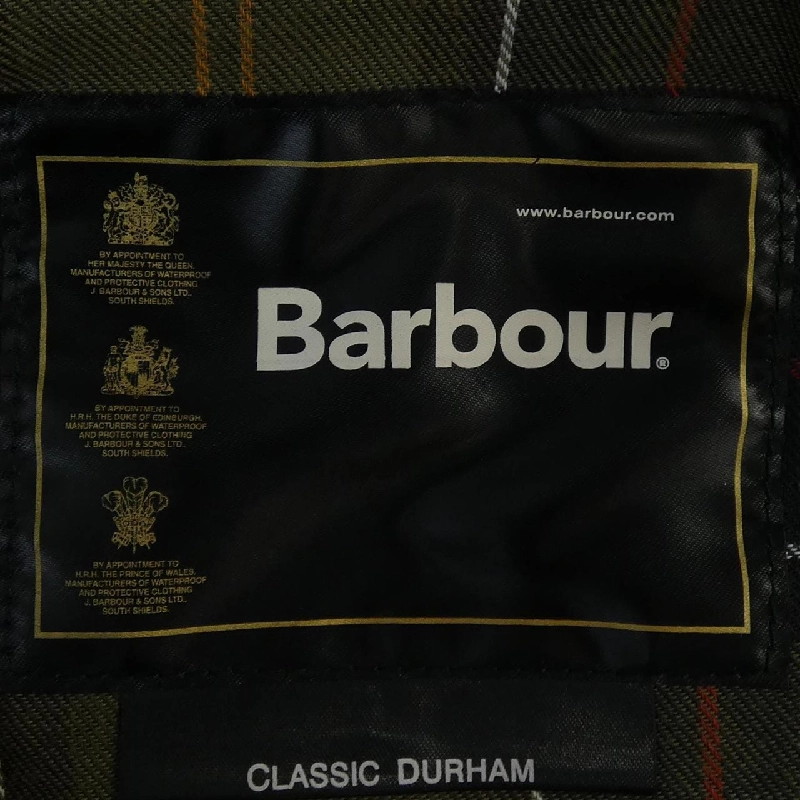 www.barbour.com
BY APPOINTMENT TO
HER MAJESTY THE QUEEN.
MANUFACTURERS OF WATERPROOF
AND PROTECTIVE CLOTHING
J. BARBOUR & SONS LTD.,
SOUTH SHIELDS.
Barbour®
BY APPOINTMENT TO
H.R.H. THE DUKE OF EDINBURGH.
MANUFACTURERS OF WATERPROOF
AND PROTECTIVE CLOTHING
J. BARBOUR & SONS LTD.
SOUTH SHIELDS.
BY APPOINTMENT TO
H.R.H. THE PRINCE OF WALES.
MANUFACTURERS OF WATERPROOF
AND PROTECTIVE CLOTHING
J. BARBOUR & SONS LTD.,
SOUTH SHIELDS.
CLASSIC DURHAM